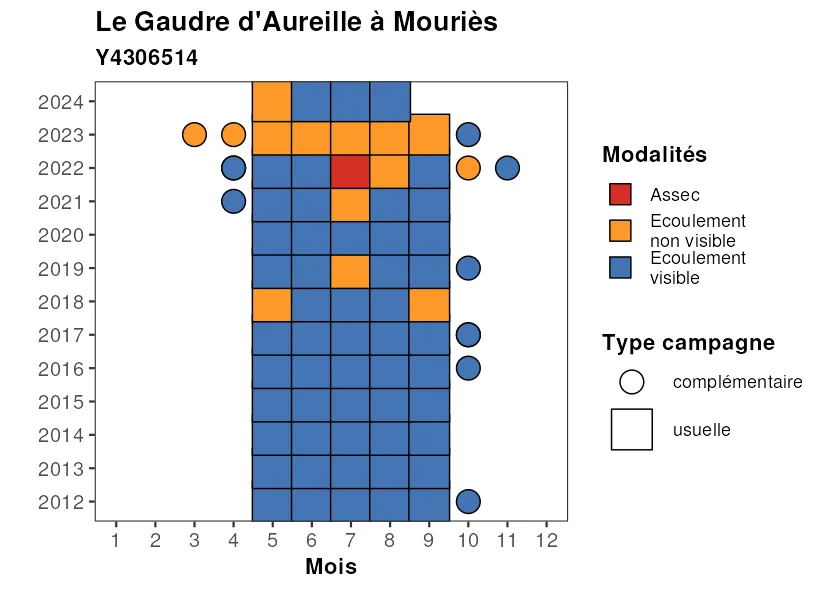 Le Gaudre d'Aureille à Mouriès
Y4306514
2024
2023
2022
2021
2020
2019
2018
2017
2016
2015
2014
2013
2012
1 2 3 4 5 6 7 8 9 10 11 12
Mois
Modalités
Assec
Ecoulement
non visible
Ecoulement
visible
Type campagne
complémentaire
usuelle